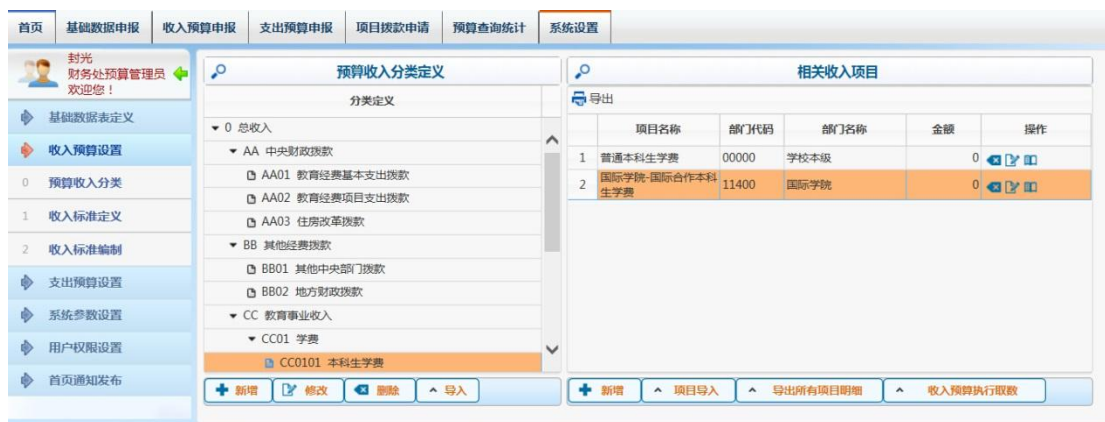 首页 基础数据申报 收入预算申报 支出预算申报 项目拨款申请 预算查询统计 系统设置
封光
财务处预算管理员
欢迎您！
基础数据表定义
收入预算设置
0 预算收入分类
1 收入标准定义
2 收入标准编制
支出预算设置
系统参数设置
用户权限设置
首页通知发布
预算收入分类定义
分类定义
0 总收入
AA 中央财政拨款
AA01 教育经费基本支出拨款
AA02 教育经费项目支出拨款
AA03 住房改革拨款
BB 其他经费拨款
BB01 其他中央部门拨款
BB02 地方财政拨款
CC 教育事业收入
CC01 学费
CC0101 本科生学费
新增 修改 删除 导入
相关收入项目
导出
项目名称 部门代码 部门名称 金额 操作
1 普通本科生学费 00000 学校本级 0
2 国际学院-国际合作本科生学费 11400 国际学院 0
新增 项目导入 导出所有项目明细 收入预算执行取数